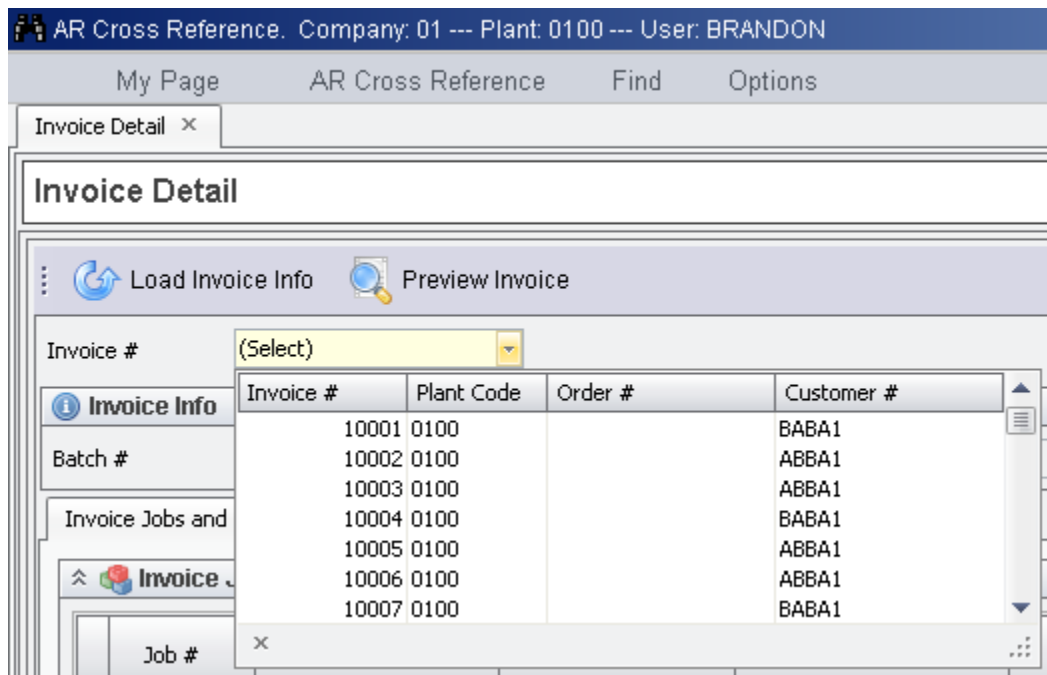 AR Cross Reference. Company: 01 --- Plant: 0100 --- User: BRANDON
My Page AR Cross Reference Find Options
Invoice Detail ×
Invoice Detail
Load Invoice Info Preview Invoice
Invoice # (Select)
Invoice # Plant Code Order # Customer #
Invoice Info
10001 0100 BABA1
Batch # 10002 0100 ABBA1
10003 0100 ABBA1
Invoice Jobs and 10004 0100 BABA1
10005 0100 ABBA1
Invoice J 10006 0100 ABBA1
10007 0100 BABA1
Job # ×